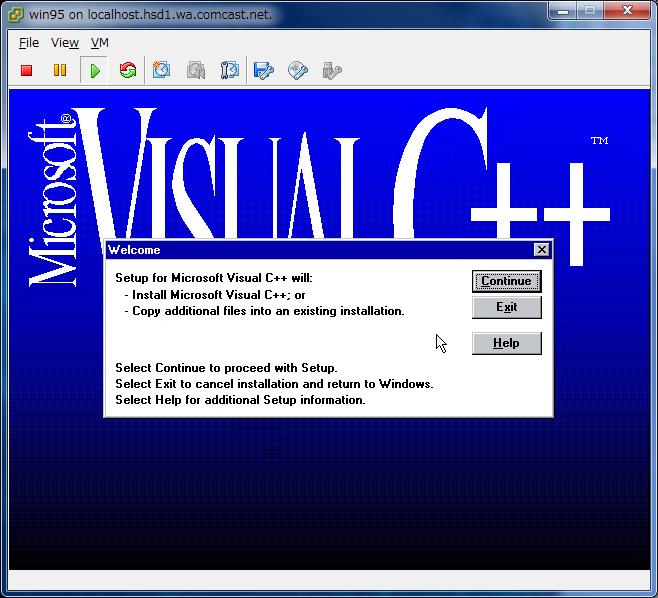 win95 on localhost.hsd1.wa.comcast.net.
File View VM
Microsoft® VISUAL C++ ™
Welcome
Setup for Microsoft Visual C++ will:
- Install Microsoft Visual C++; or
- Copy additional files into an existing installation.
Continue
Exit
Help
Select Continue to proceed with Setup.
Select Exit to cancel installation and return to Windows.
Select Help for additional Setup information.